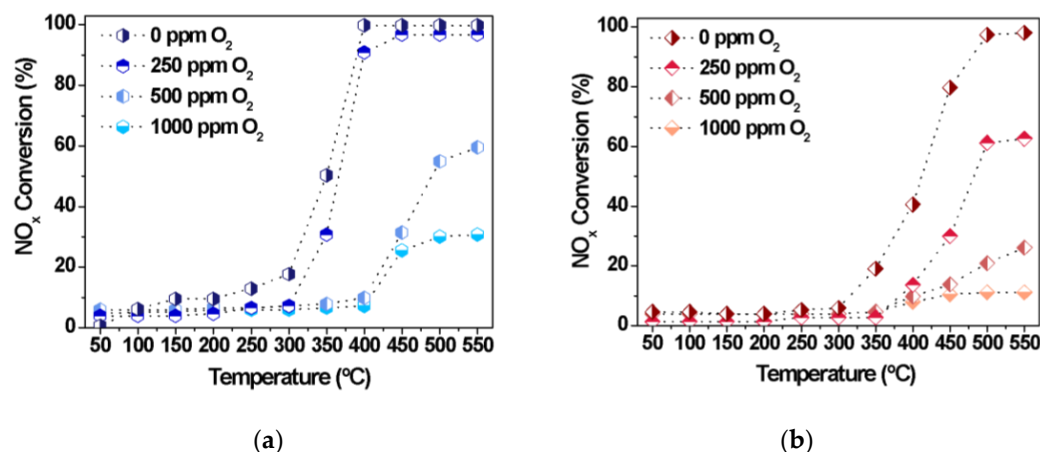 100
80
60
40
20
0
NOx Conversion (%)
0 ppm O2
250 ppm O2
500 ppm O2
1000 ppm O2
50 100 150 200 250 300 350 400 450 500 550
Temperature (ºC)
(a)
100
80
60
40
20
0
NOx Conversion (%)
0 ppm O2
250 ppm O2
500 ppm O2
1000 ppm O2
50 100 150 200 250 300 350 400 450 500 550
Temperature (ºC)
(b)